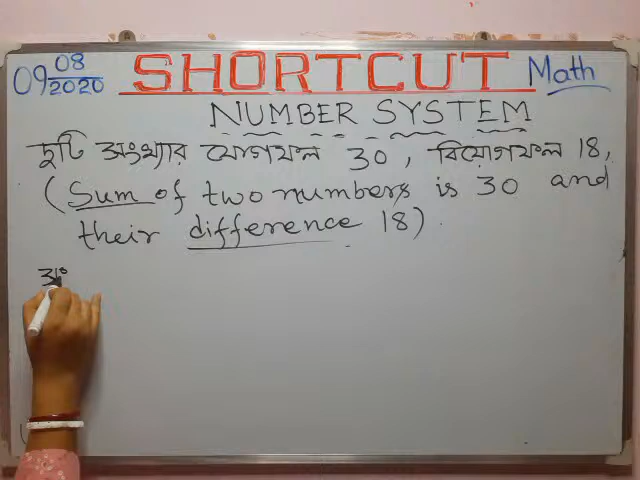 09 08/2020 SHORTCUT Math
NUMBER SYSTEM
দুটি সংখ্যার যোগফল 30, বিয়োগফল 18,
(Sum of two numbers is 30 and
their difference 18).